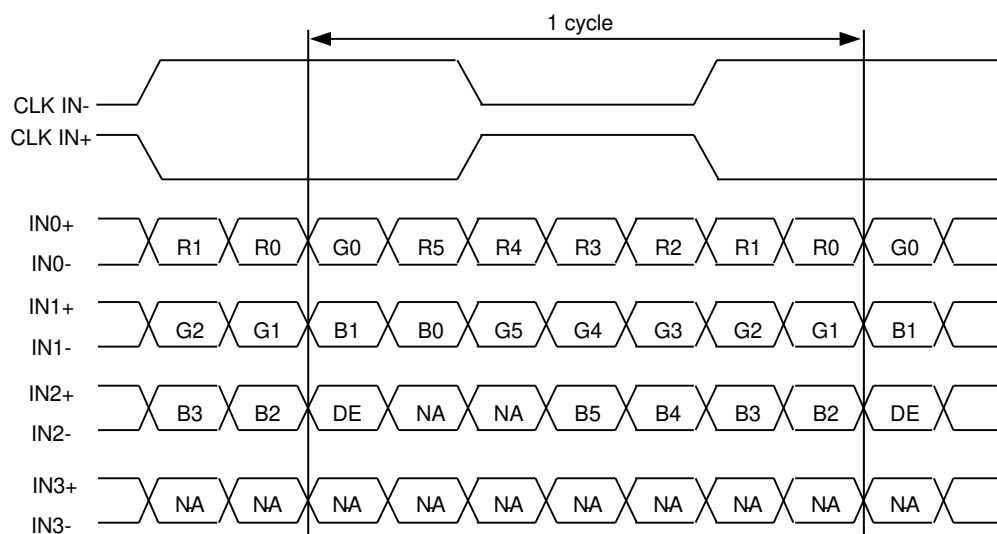 1 cycle
CLK IN-
CLK IN+
IN0+
R1 R0 G0 R5 R4 R3 R2 R1 R0 G0
IN0-
IN1+
G2 G1 B1 B0 G5 G4 G3 G2 G1 B1
IN1-
IN2+
B3 B2 DE NA NA B5 B4 B3 B2 DE
IN2-
IN3+
NA NA NA NA NA NA NA NA NA NA
IN3-